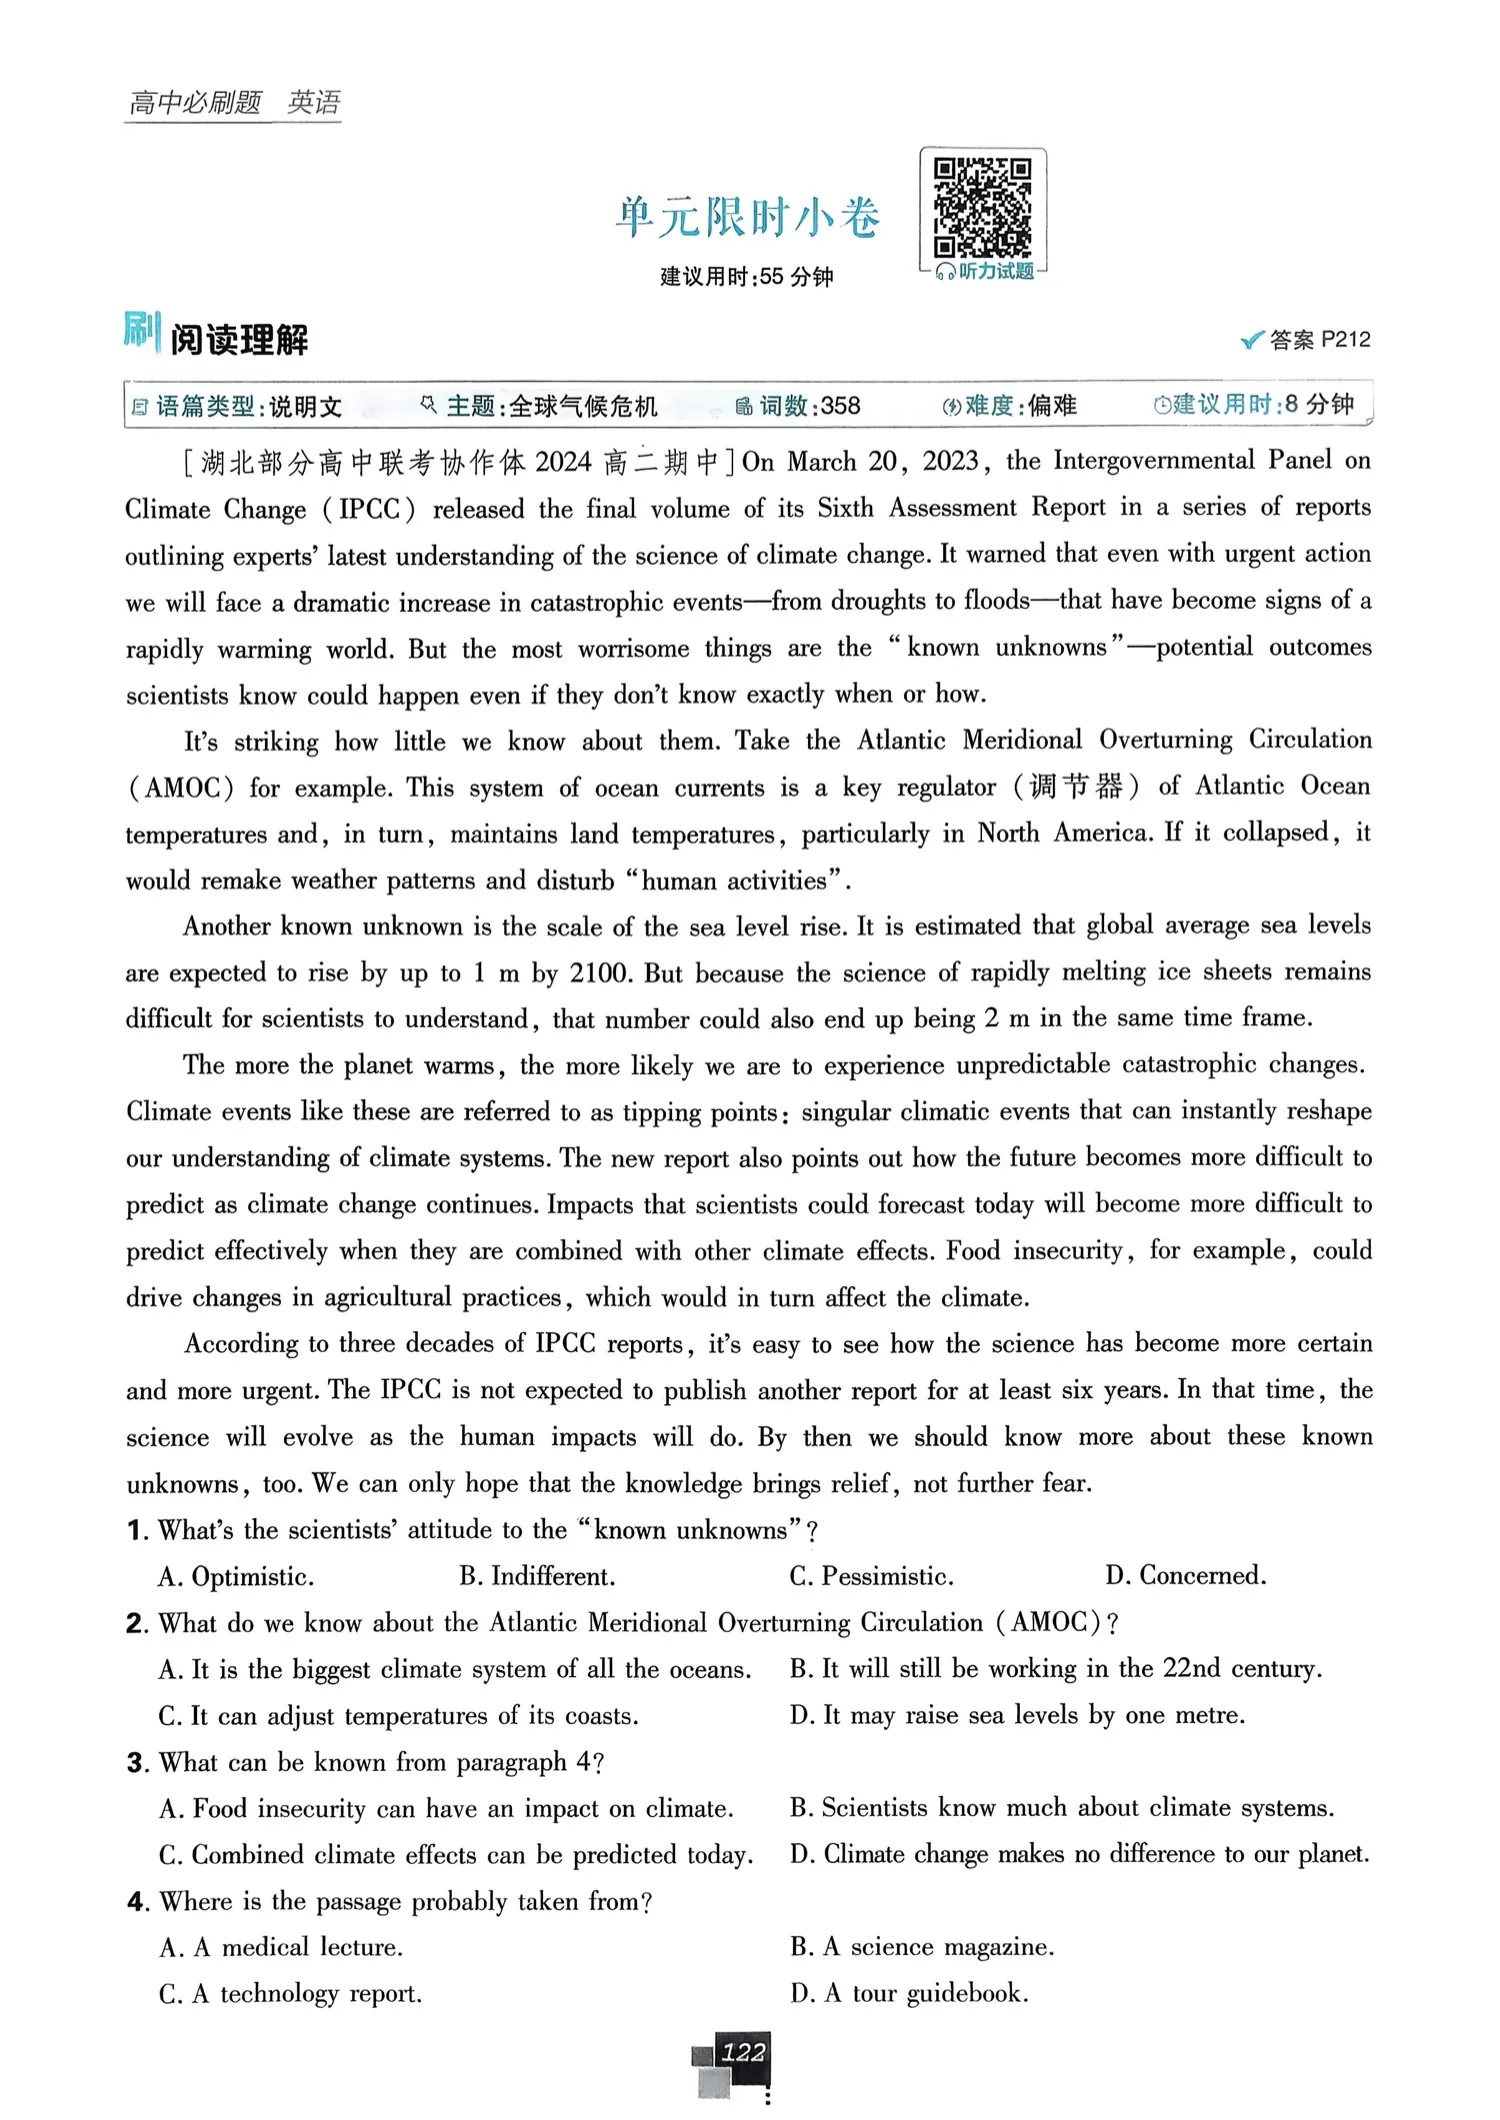 高中必刷题 英语
单元限时小卷
建议用时:55 分钟
听力试题
刷 阅读理解
答案 P212
语篇类型:说明文 主题:全球气候危机 词数:358 难度:偏难 建议用时:8 分钟
[湖北部分高中联考协作体 2024 高二期中]On March 20, 2023, the Intergovernmental Panel on
Climate Change (IPCC) released the final volume of its Sixth Assessment Report in a series of reports
outlining experts' latest understanding of the science of climate change. It warned that even with urgent action
we will face a dramatic increase in catastrophic events—from droughts to floods—that have become signs of a
rapidly warming world. But the most worrisome things are the “known unknowns”—potential outcomes
scientists know could happen even if they don't know exactly when or how.
It's striking how little we know about them. Take the Atlantic Meridional Overturning Circulation
(AMOC) for example. This system of ocean currents is a key regulator (调节器) of Atlantic Ocean
temperatures and, in turn, maintains land temperatures, particularly in North America. If it collapsed, it
would remake weather patterns and disturb “human activities”.
Another known unknown is the scale of the sea level rise. It is estimated that global average sea levels
are expected to rise by up to 1 m by 2100. But because the science of rapidly melting ice sheets remains
difficult for scientists to understand, that number could also end up being 2 m in the same time frame.
The more the planet warms, the more likely we are to experience unpredictable catastrophic changes.
Climate events like these are referred to as tipping points: singular climatic events that can instantly reshape
our understanding of climate systems. The new report also points out how the future becomes more difficult to
predict as climate change continues. Impacts that scientists could forecast today will become more difficult to
predict effectively when they are combined with other climate effects. Food insecurity, for example, could
drive changes in agricultural practices, which would in turn affect the climate.
According to three decades of IPCC reports, it's easy to see how the science has become more certain
and more urgent. The IPCC is not expected to publish another report for at least six years. In that time, the
science will evolve as the human impacts will do. By then we should know more about these known
unknowns, too. We can only hope that the knowledge brings relief, not further fear.
1. What's the scientists' attitude to the “known unknowns”?
A. Optimistic. B. Indifferent. C. Pessimistic. D. Concerned.
2. What do we know about the Atlantic Meridional Overturning Circulation (AMOC)?
A. It is the biggest climate system of all the oceans. B. It will still be working in the 22nd century.
C. It can adjust temperatures of its coasts. D. It may raise sea levels by one metre.
3. What can be known from paragraph 4?
A. Food insecurity can have an impact on climate. B. Scientists know much about climate systems.
C. Combined climate effects can be predicted today. D. Climate change makes no difference to our planet.
4. Where is the passage probably taken from?
A. A medical lecture. B. A science magazine.
C. A technology report. D. A tour guidebook.
122